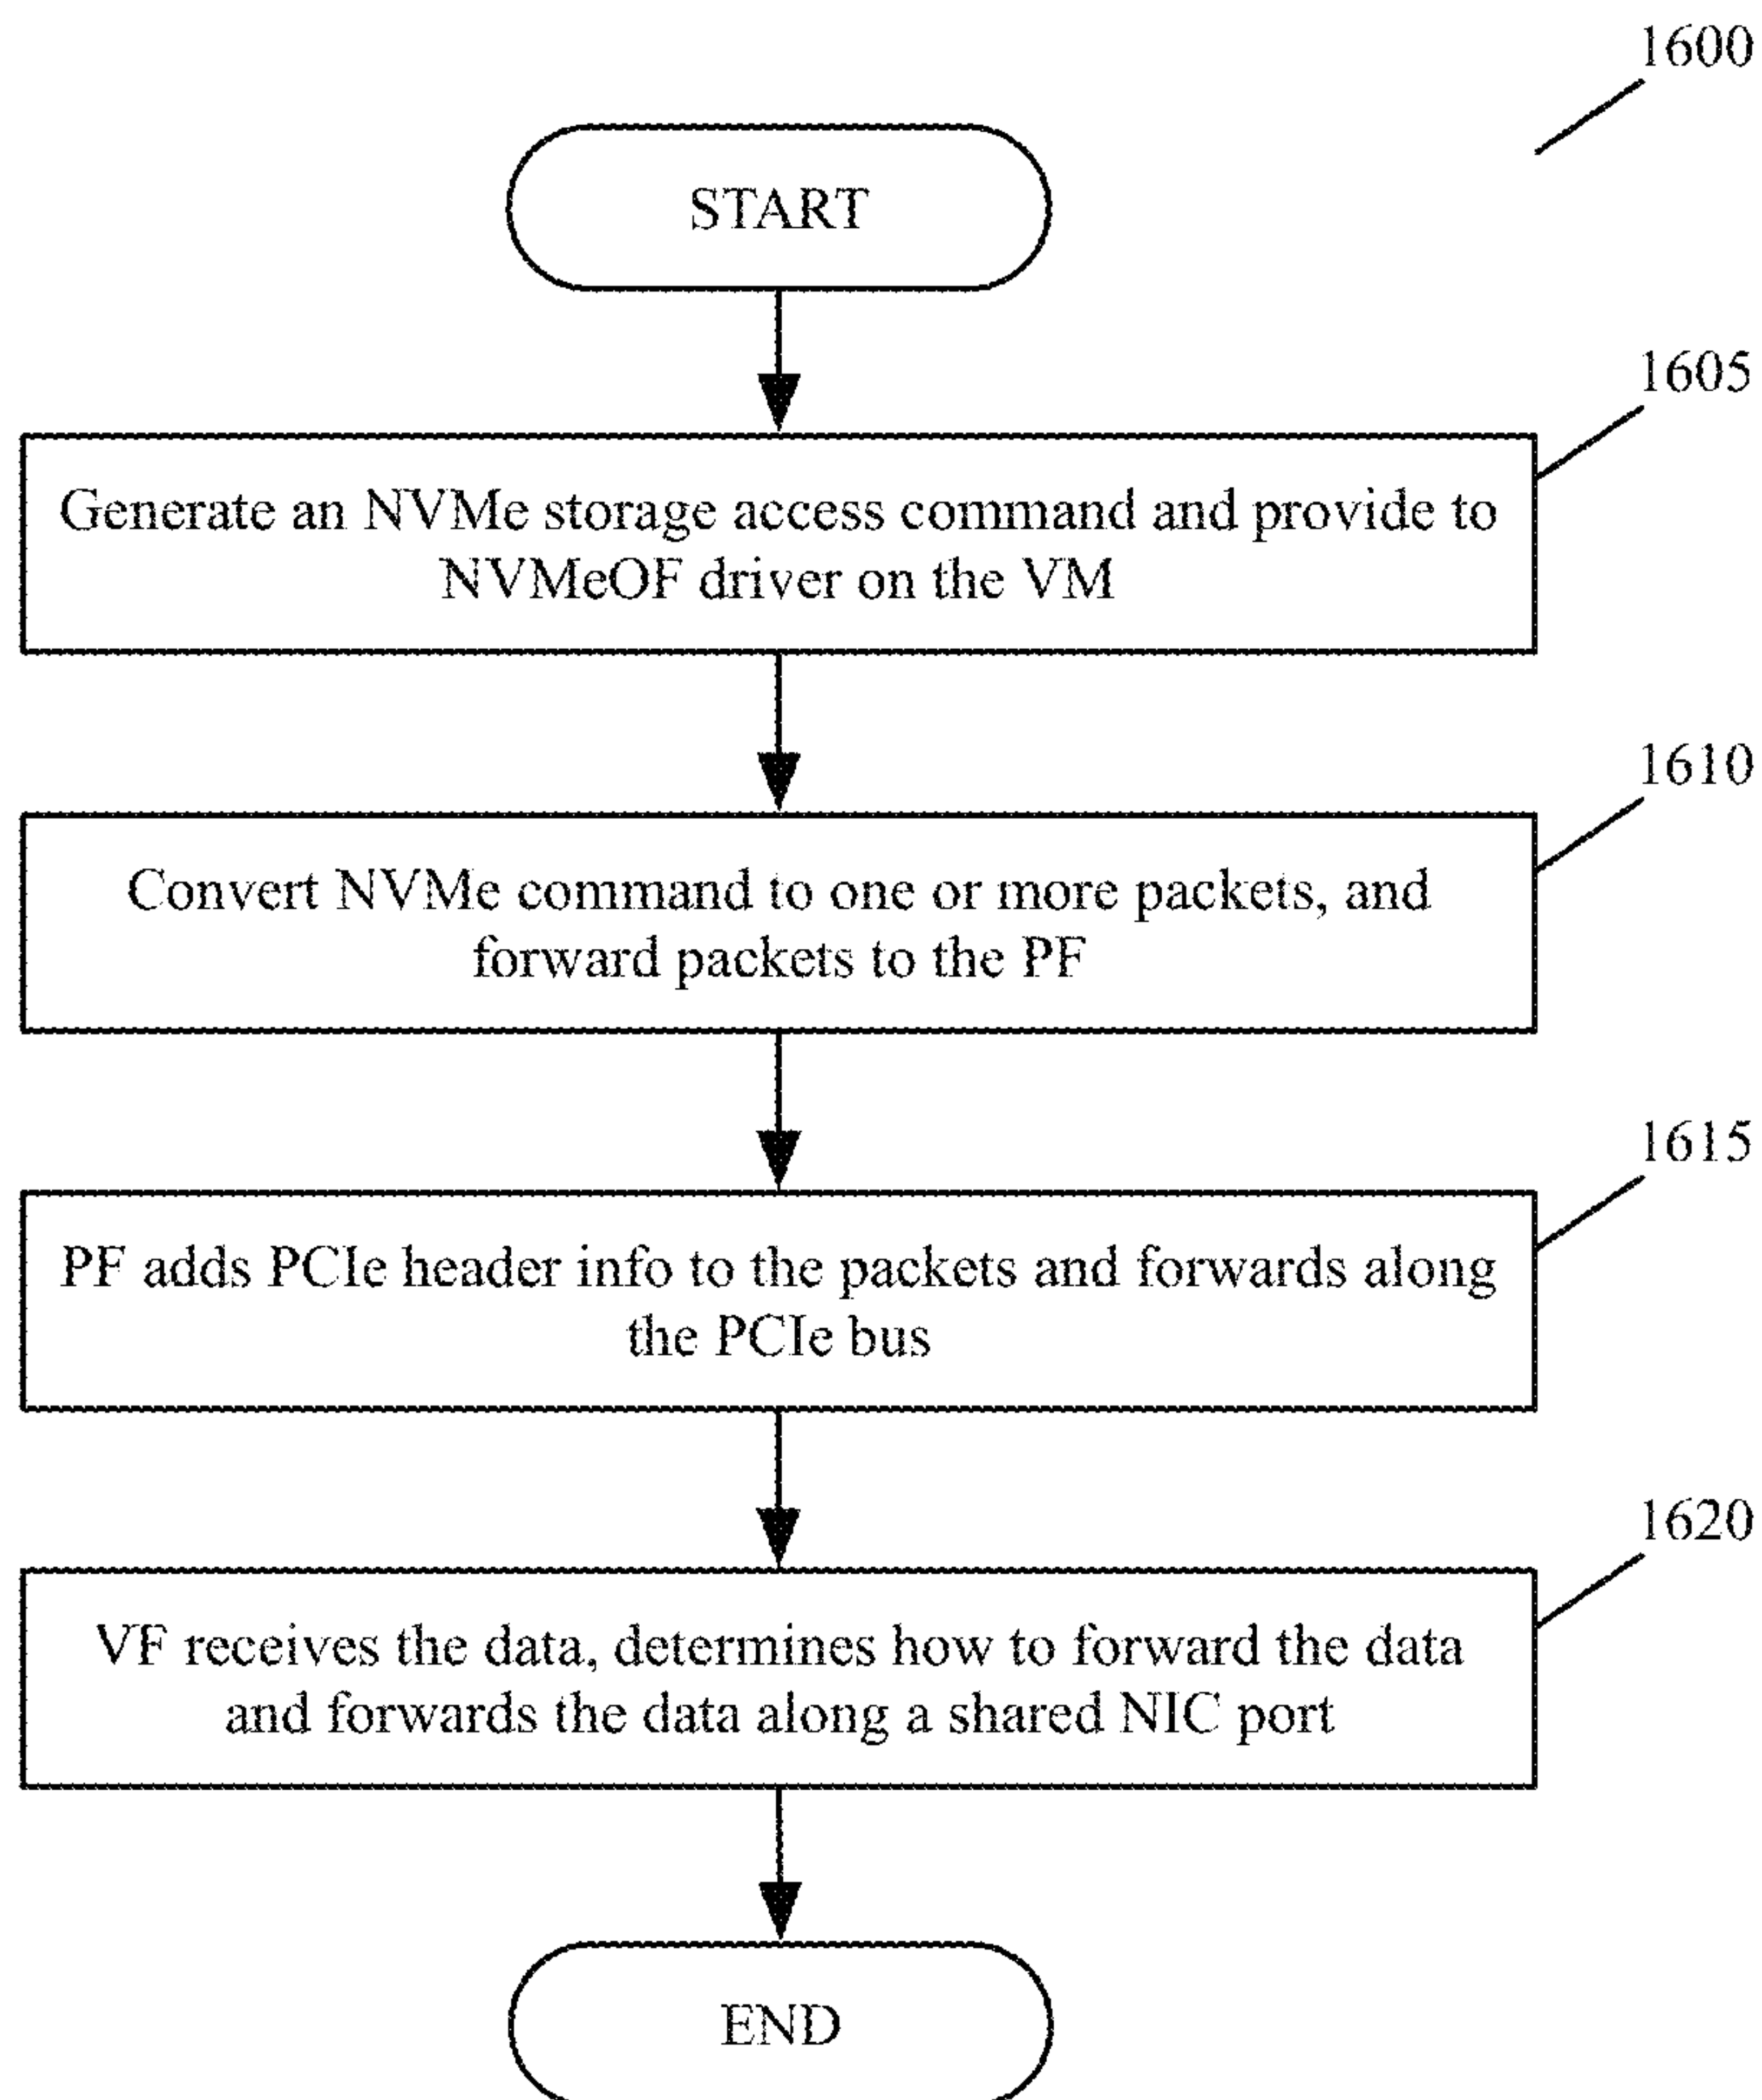 1600
START
1605
Generate an NVMe storage access command and provide to
NVMeOF driver on the VM
1610
Convert NVMe command to one or more packets, and
forward packets to the PF
1615
PF adds PCIe header info to the packets and forwards along
the PCIe bus
1620
VF receives the data, determines how to forward the data
and forwards the data along a shared NIC port
END